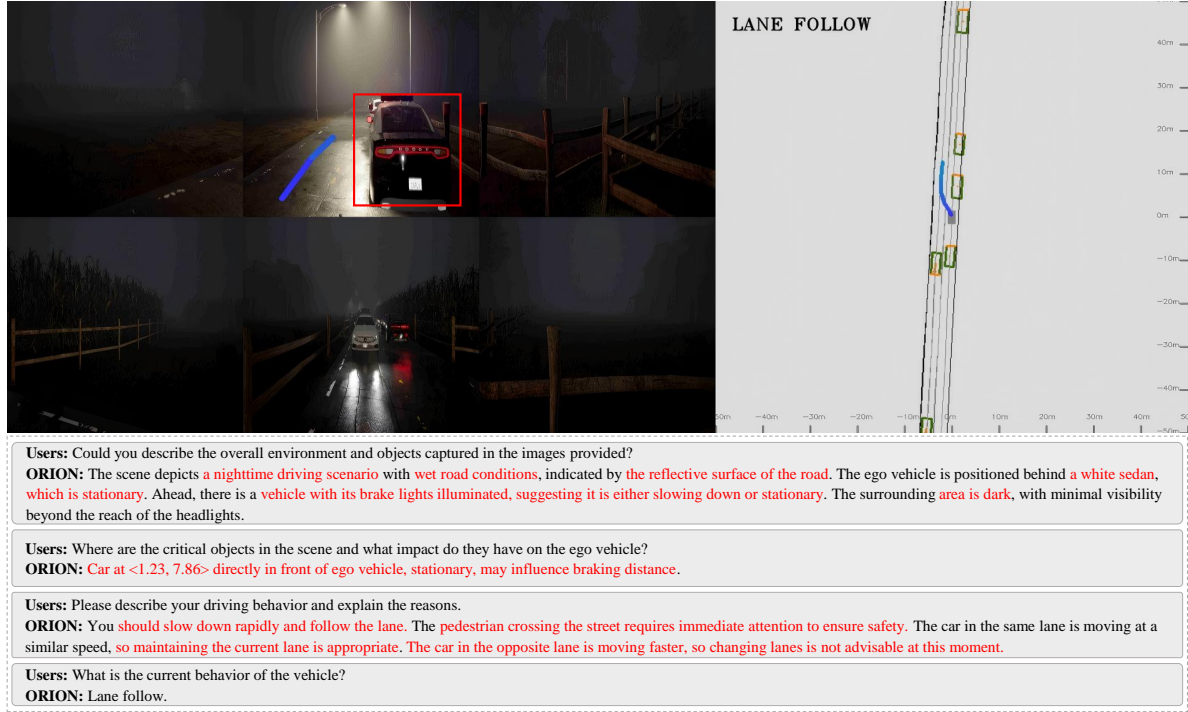 LANE FOLLOW
40m
30m
20m
10m
0m
−10m
−20m
−30m
−40m
−50m
50m −40m −30m −20m −10m 0m 10m 20m 30m 40m 50
DODGE
Users: Could you describe the overall environment and objects captured in the images provided?
ORION: The scene depicts a nighttime driving scenario with wet road conditions, indicated by the reflective surface of the road. The ego vehicle is positioned behind a white sedan,
which is stationary. Ahead, there is a vehicle with its brake lights illuminated, suggesting it is either slowing down or stationary. The surrounding area is dark, with minimal visibility
beyond the reach of the headlights.
Users: Where are the critical objects in the scene and what impact do they have on the ego vehicle?
ORION: Car at <1.23, 7.86> directly in front of ego vehicle, stationary, may influence braking distance.
Users: Please describe your driving behavior and explain the reasons.
ORION: You should slow down rapidly and follow the lane. The pedestrian crossing the street requires immediate attention to ensure safety. The car in the same lane is moving at a
similar speed, so maintaining the current lane is appropriate. The car in the opposite lane is moving faster, so changing lanes is not advisable at this moment.
Users: What is the current behavior of the vehicle?
ORION: Lane follow.